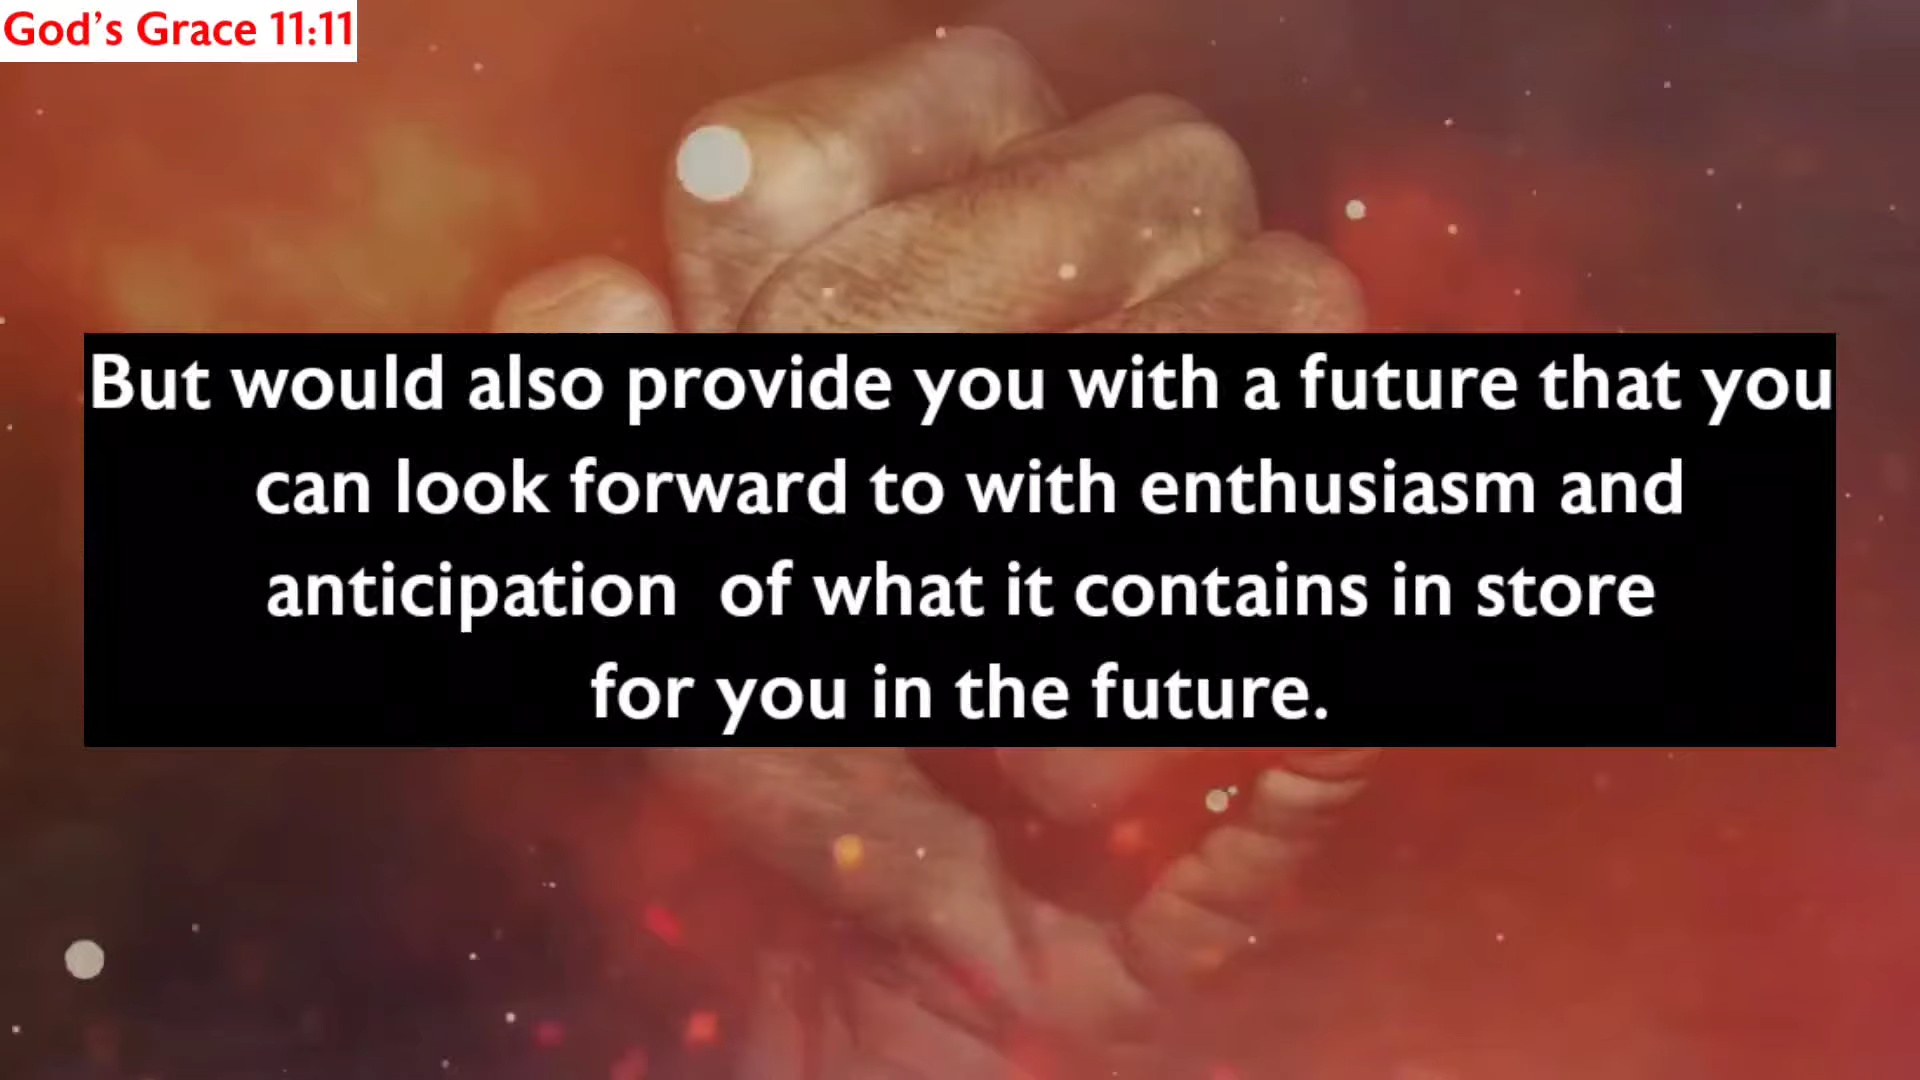 God's Grace 11:11
But would also provide you with a future that you
can look forward to with enthusiasm and
anticipation  of what it contains in store
for you in the future.